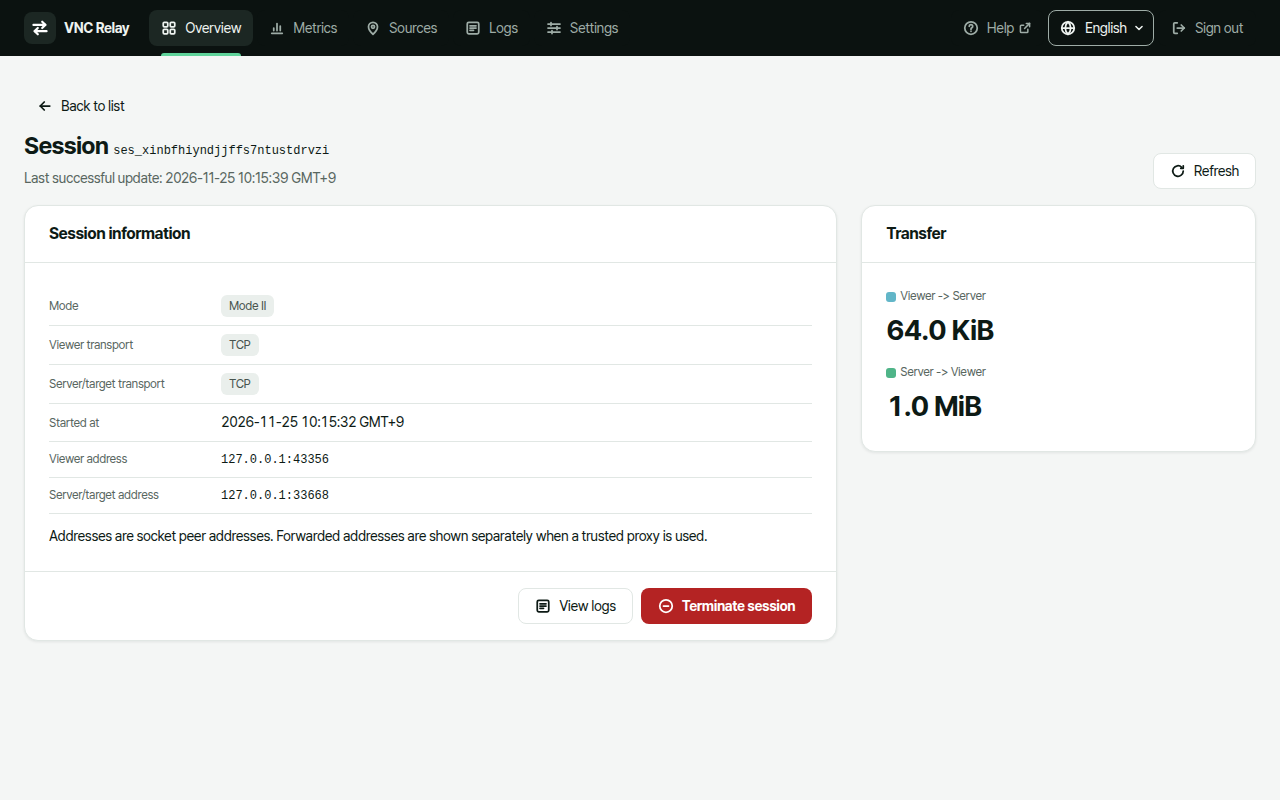 VNC Relay
Overview
Metrics
Sources
Logs
Settings
Help
English
Sign out
Back to list
Session ses_xinbfhiyndjjffs7ntustdrvzi
Last successful update: 2026-11-25 10:15:39 GMT+9
Refresh
Session information
Mode
Mode II
Viewer transport
TCP
Server/target transport
TCP
Started at
2026-11-25 10:15:32 GMT+9
Viewer address
127.0.0.1:43356
Server/target address
127.0.0.1:33668
Addresses are socket peer addresses. Forwarded addresses are shown separately when a trusted proxy is used.
View logs
Terminate session
Transfer
Viewer -> Server
64.0 KiB
Server -> Viewer
1.0 MiB